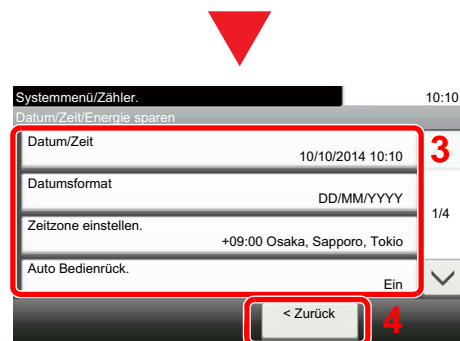 Systemmenü/Zähler. 10:10
Datum/Zeit/Energie sparen
Datum/Zeit
10/10/2014 10:10
3
Datumsformat
DD/MM/YYYY
1/4
Zeitzone einstellen.
+09:00 Osaka, Sapporo, Tokio
Auto Bedienrück.
Ein
< Zurück
4